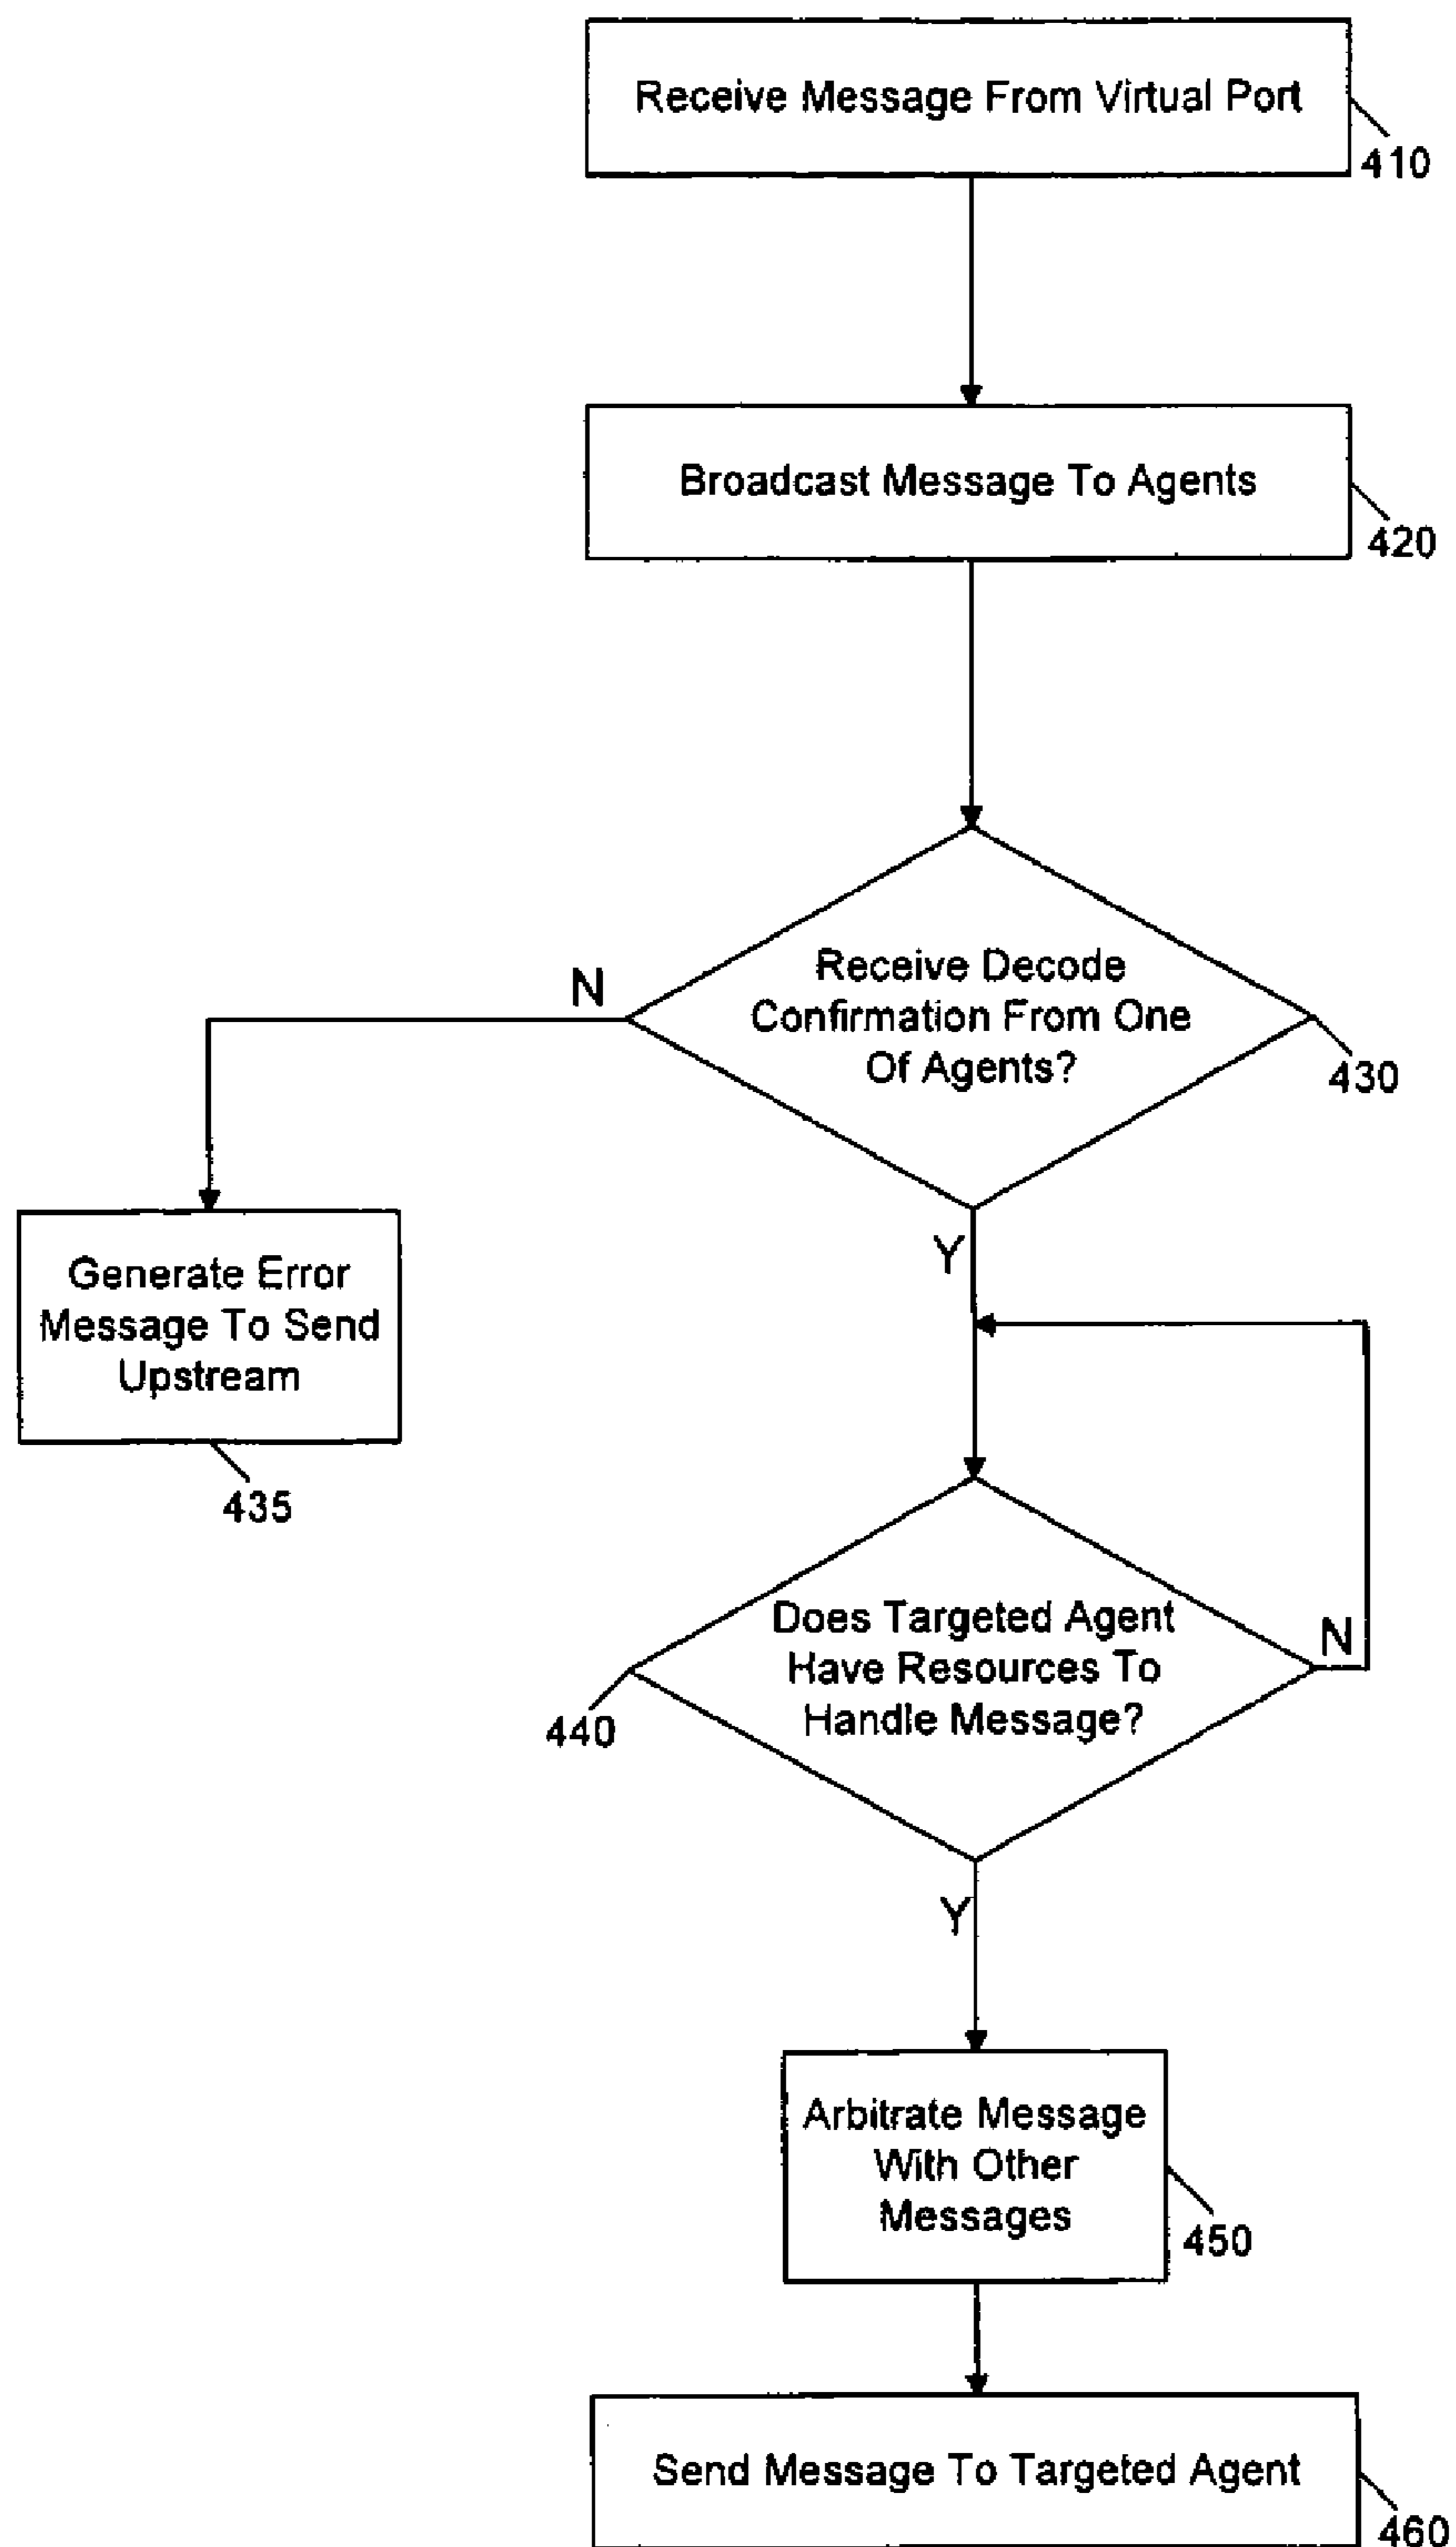 Receive Message From Virtual Port
410
Broadcast Message To Agents
420
Receive Decode
Confirmation From One
Of Agents?
430
N
Y
Generate Error
Message To Send
Upstream
435
Does Targeted Agent
Have Resources To
Handle Message?
440
N
Y
Arbitrate Message
With Other
Messages
450
Send Message To Targeted Agent
460